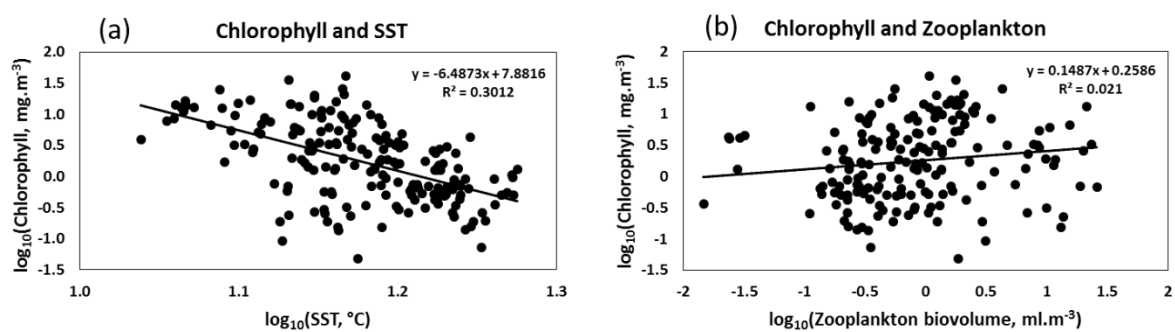 (a) Chlorophyll and SST
y = -6.4873x + 7.8816
R² = 0.3012
log₁₀(Chlorophyll, mg.m⁻³)
2.0
1.5
1.0
0.5
0.0
-0.5
-1.0
-1.5
1.0 1.1 1.2 1.3
log₁₀(SST, °C)
(b) Chlorophyll and Zooplankton
y = 0.1487x + 0.2586
R² = 0.021
log₁₀(Chlorophyll, mg.m⁻³)
2
1.5
1
0.5
0
-0.5
-1
-1.5
-2 -1.5 -1 -0.5 0 0.5 1 1.5 2
log₁₀(Zooplankton biovolume, ml.m⁻³)